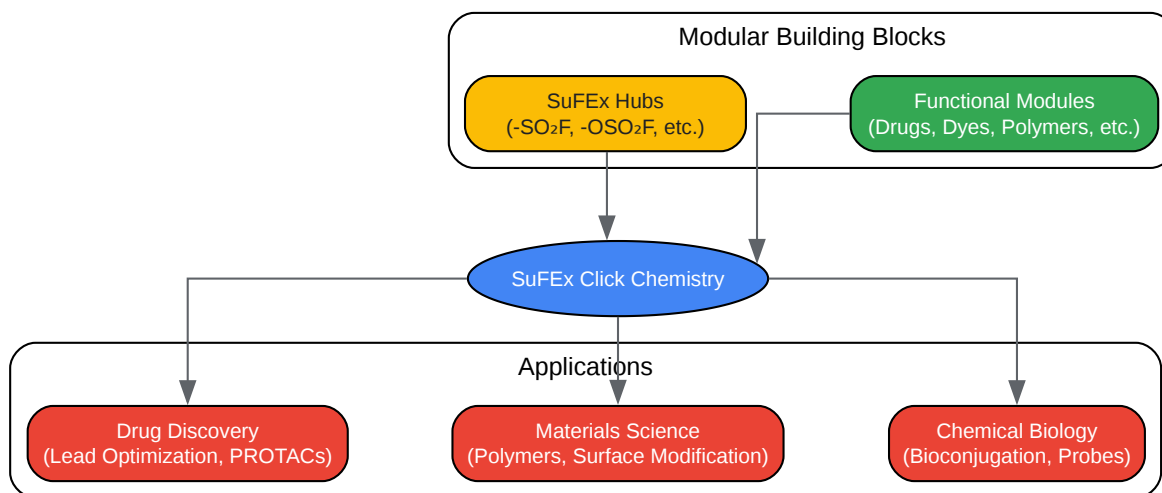 Modular Building Blocks
SuFEx Hubs
(-SO₂F, -OSO₂F, etc.)
Functional Modules
(Drugs, Dyes, Polymers, etc.)
SuFEx Click Chemistry
Applications
Drug Discovery
(Lead Optimization, PROTACs)
Materials Science
(Polymers, Surface Modification)
Chemical Biology
(Bioconjugation, Probes)